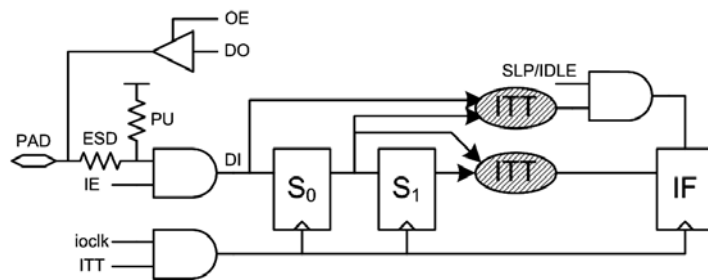 OE
DO
SLP/IDLE
ITT
PU
PAD
ESD
DI
IE
S0
S1
ITT
IF
ioclk
ITT